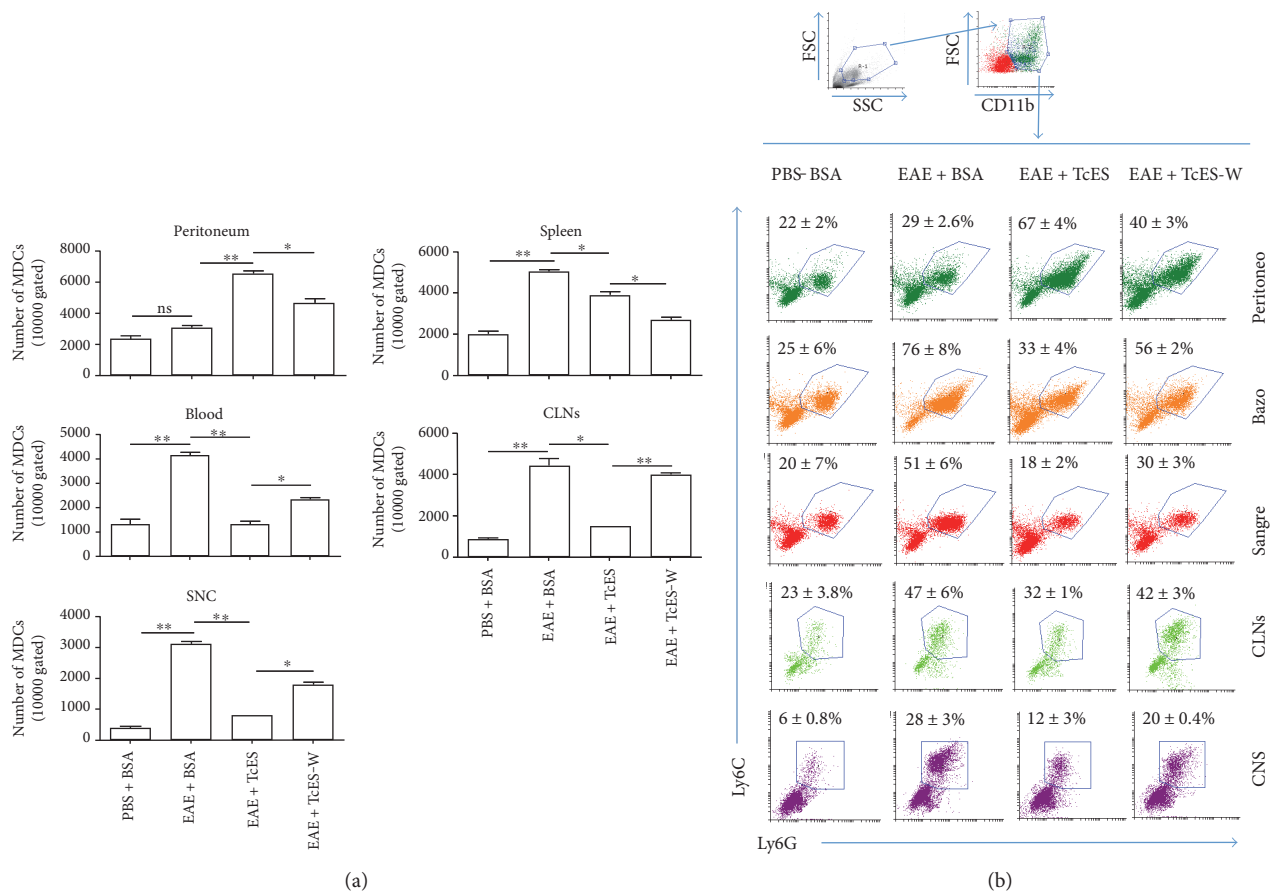 Peritoneum
Number of MDCs
(10000 gated)
8000
6000
4000
2000
0
ns
**
*
Spleen
Number of MDCs
(10000 gated)
6000
4000
2000
0
**
*
*
Blood
Number of MDCs
(10000 gated)
5000
4000
3000
2000
1000
0
**
**
*
CLNs
Number of MDCs
(10000 gated)
6000
4000
2000
0
**
*
**
PBS + BSA
EAE + BSA
EAE + TcES
EAE + TcES-W
SNC
Number of MDCs
(10000 gated)
4000
3000
2000
1000
0
**
**
*
PBS + BSA
EAE + BSA
EAE + TcES
EAE + TcES-W
(a)
FSC
SSC
R-1
FSC
CD11b
PBS- BSA EAE + BSA EAE + TcES EAE + TcES-W
22 ± 2% 29 ± 2.6% 67 ± 4% 40 ± 3%
Peritoneo
25 ± 6% 76 ± 8% 33 ± 4% 56 ± 2%
Bazo
20 ± 7% 51 ± 6% 18 ± 2% 30 ± 3%
Sangre
23 ± 3.8% 47 ± 6% 32 ± 1% 42 ± 3%
CLNs
6 ± 0.8% 28 ± 3% 12 ± 3% 20 ± 0.4%
CNS
Ly6C
Ly6G
(b)